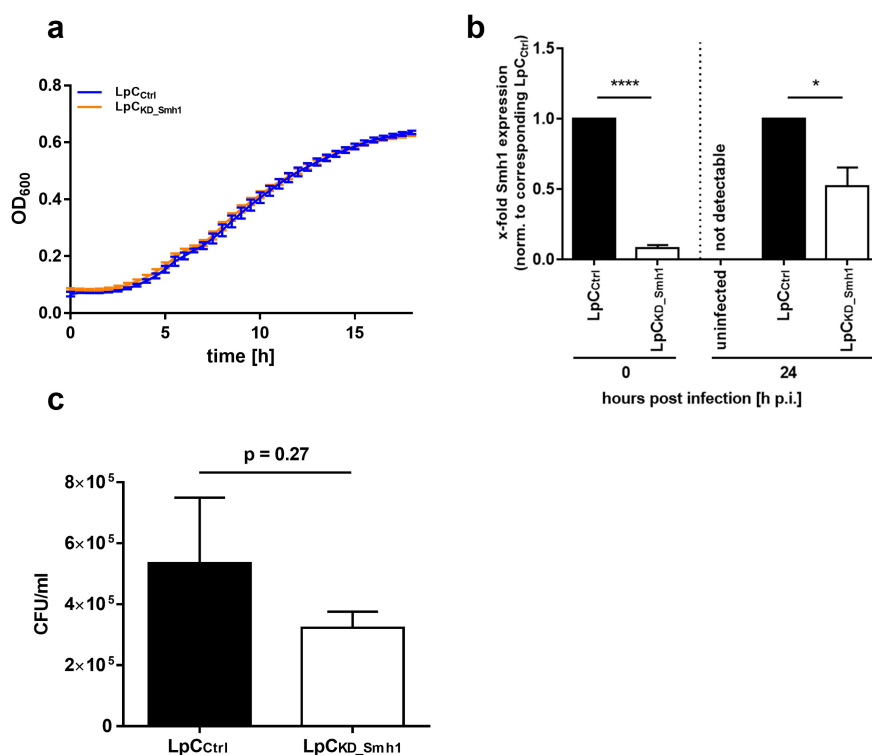 a
LpCCtrl
LpCKD_Smh1
0.8
0.6
0.4
0.2
0.0
OD600
0 5 10 15
time [h]
b
x-fold Smh1 expression
(norm. to corresponding LpCCtrl)
1.5
1.0
0.5
0.0
****
*
not detectable
LpCCtrl
LpCKD_Smh1
uninfected
LpCCtrl
LpCKD_Smh1
0 24
hours post infection [h p.i.]
c
p = 0.27
8×10⁵
6×10⁵
4×10⁵
2×10⁵
0
CFU/ml
LpCCtrl LpCKD_Smh1